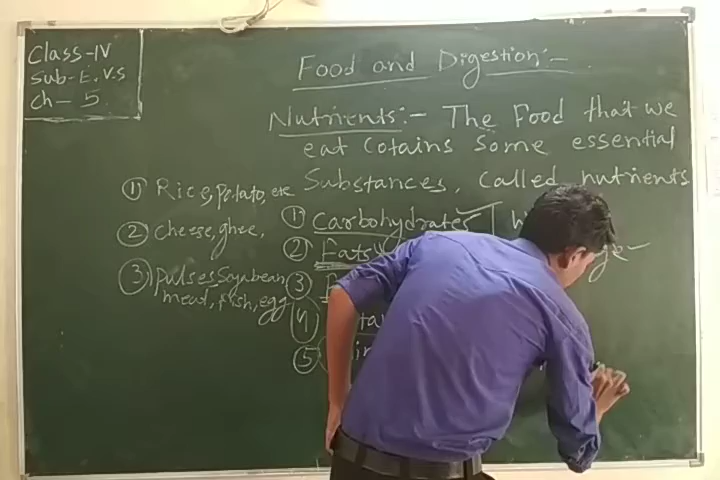 Class-IV
Sub-E.V.S
Ch- 5
Food and Digestion:-
Nutrients:- The Food that we
eat Cotains Some essential
Substances, called nutrients
① Rice, Potato, etc
② Cheese, ghee,
③ Pulses Soyabean
meat, fish, egg
① Carbohydrates
② Fats
③
④
⑤